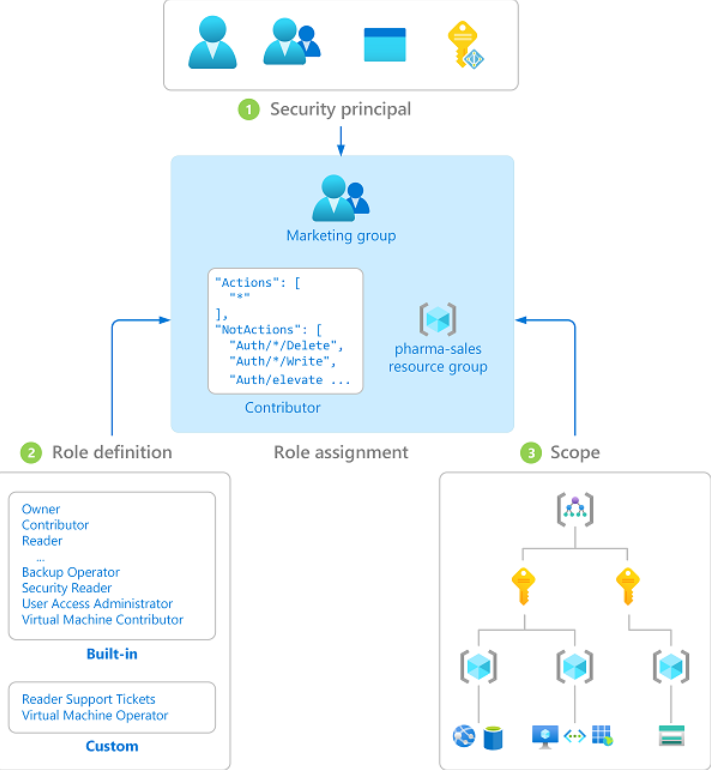 1 Security principal
Marketing group
"Actions": [
"*"
],
"NotActions": [
"Auth/*/Delete",
"Auth/*/Write",
"Auth/elevate ...
Contributor
pharma-sales
resource group
2 Role definition
Role assignment
3 Scope
Owner
Contributor
Reader
...
Backup Operator
Security Reader
User Access Administrator
Virtual Machine Contributor
Built-in
Reader Support Tickets
Virtual Machine Operator
Custom